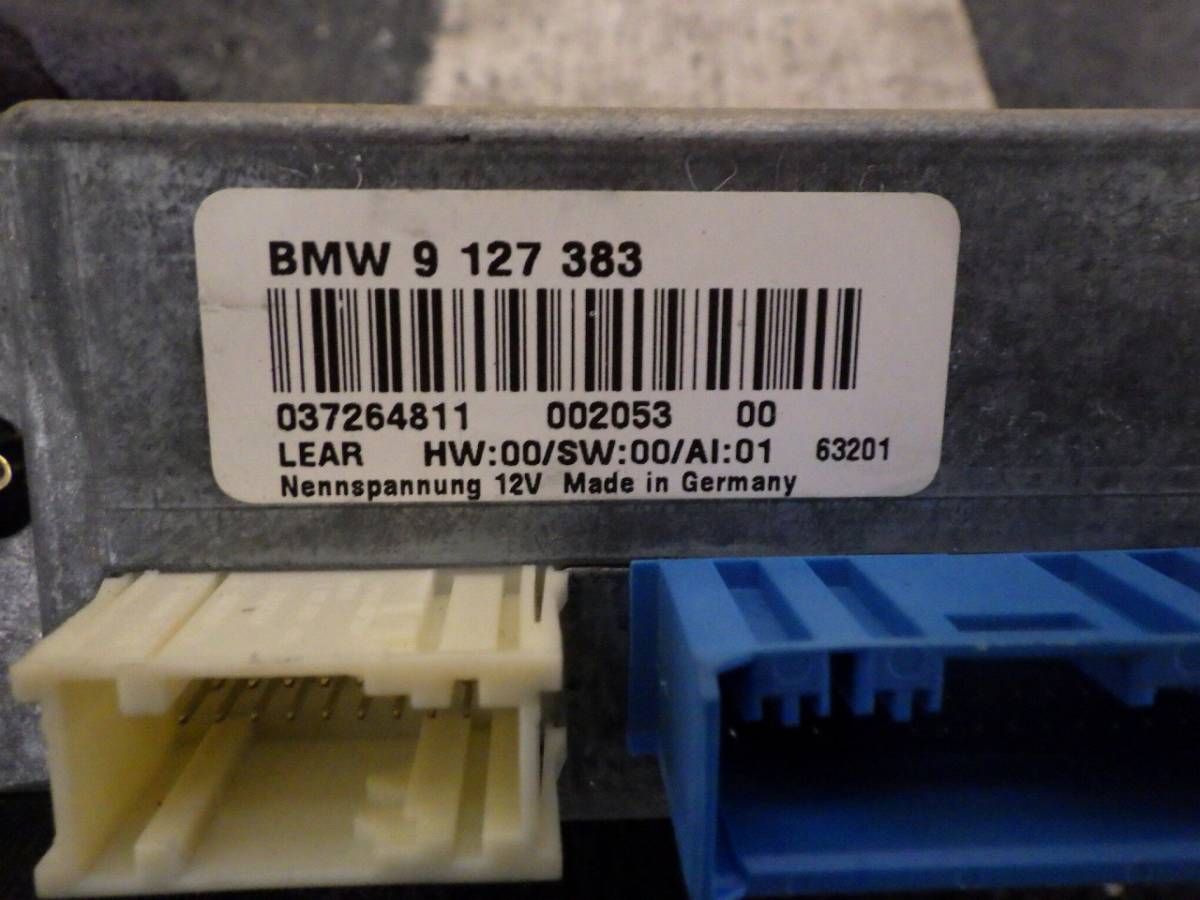 BMW 9 127 383
037264811 002053 00
LEAR HW:00/SW:00/AI:01 63201
Nennspannung 12V Made in Germany